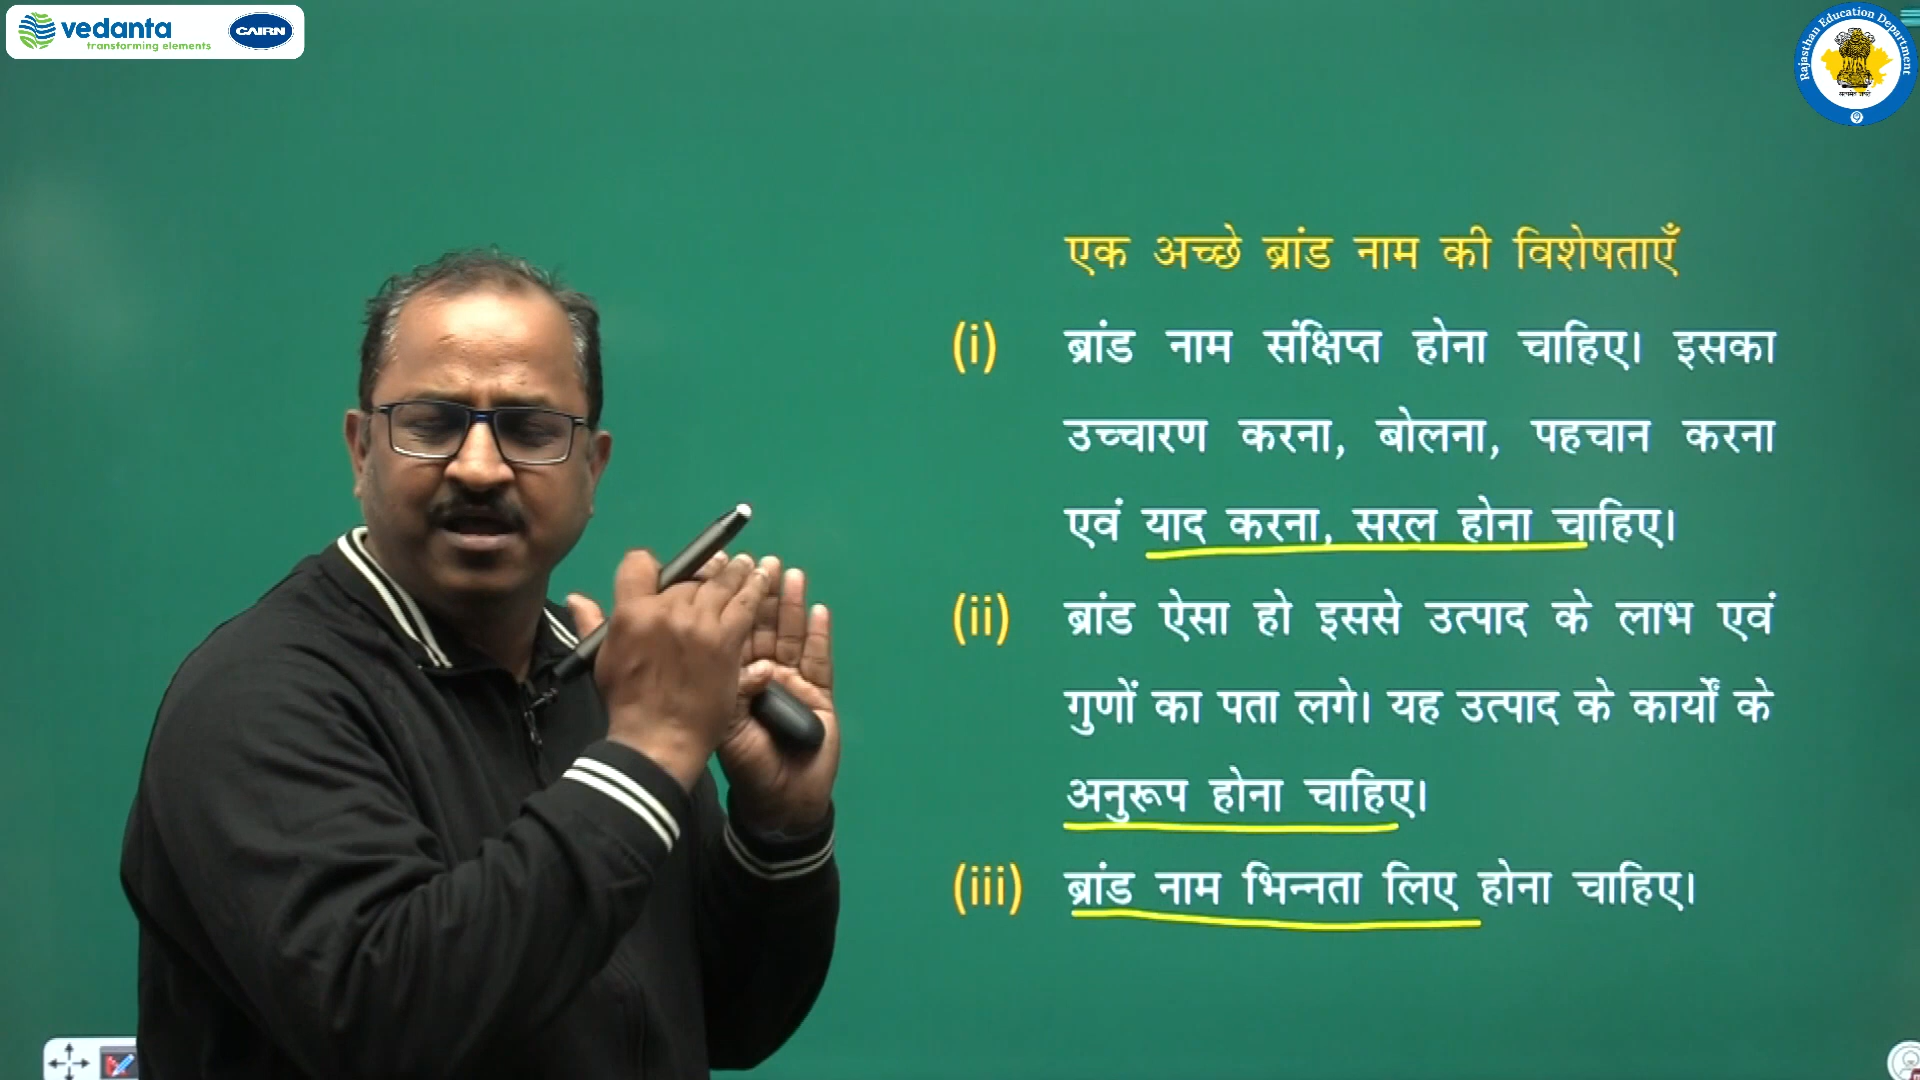 vedanta
transforming elements
CAIRN
Rajasthan Education Department
एक अच्छे ब्रांड नाम की विशेषताएँ
(i) ब्रांड नाम संक्षिप्त होना चाहिए। इसका
उच्चारण करना, बोलना, पहचान करना
एवं याद करना, सरल होना चाहिए।
(ii) ब्रांड ऐसा हो इससे उत्पाद के लाभ एवं
गुणों का पता लगे। यह उत्पाद के कार्यों के
अनुरूप होना चाहिए।
(iii) ब्रांड नाम भिन्नता लिए होना चाहिए।